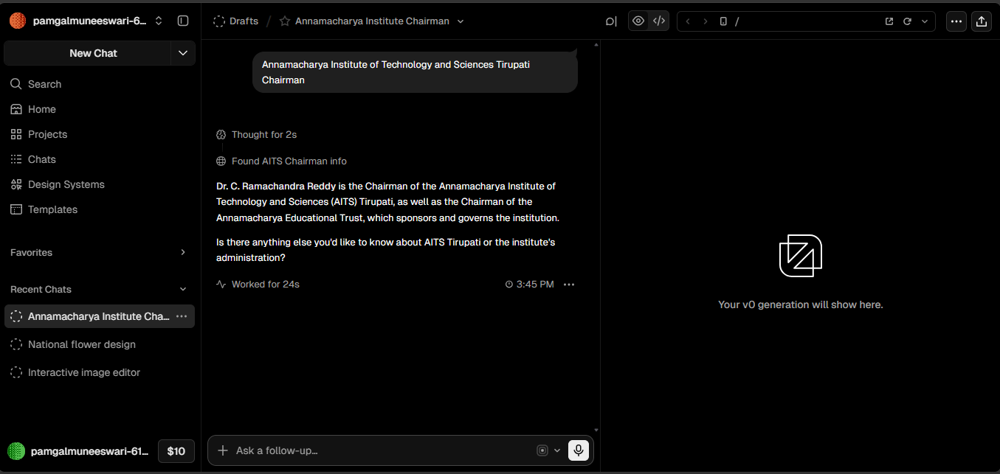 pamgalmuneeswari-6...
New Chat
Search
Home
Projects
Chats
Design Systems
Templates
Favorites
Recent Chats
Annamacharya Institute Cha...
National flower design
Interactive image editor
pamgalmuneeswari-61...
$10
Drafts / Annamacharya Institute Chairman
Annamacharya Institute of Technology and Sciences Tirupati
Chairman
Thought for 2s
Found AITS Chairman info
Dr. C. Ramachandra Reddy is the Chairman of the Annamacharya Institute of
Technology and Sciences (AITS) Tirupati, as well as the Chairman of the
Annamacharya Educational Trust, which sponsors and governs the institution.
Is there anything else you'd like to know about AITS Tirupati or the institute's
administration?
Worked for 24s
3:45 PM
Ask a follow-up...
/
Your v0 generation will show here.